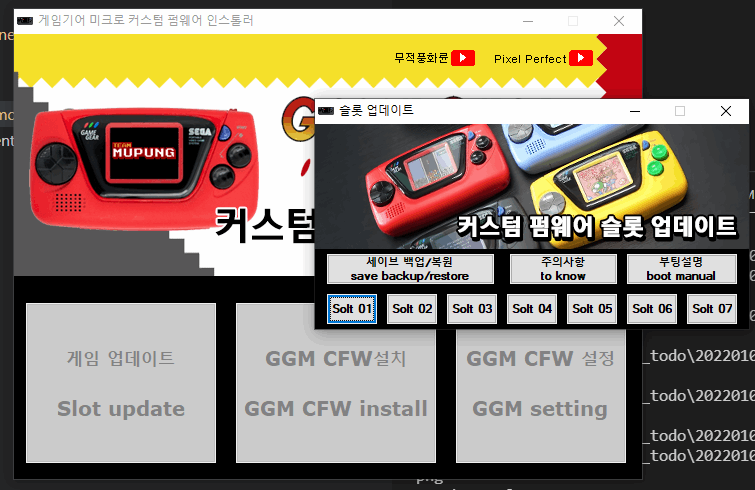 게임기어 미크로 커스텀 펌웨어 인스톨러
무적풍화륜
Pixel Perfect
GAME GEAR
TEAM
MUPUNG
SEGA
커스텀
슬롯 업데이트
SEGA
커스텀 펌웨어 슬롯 업데이트
세이브 백업/복원
save backup/restore
주의사항
to know
부팅설명
boot manual
Solt 01
Solt 02
Solt 03
Solt 04
Solt 05
Solt 06
Solt 07
게임 업데이트
Slot update
GGM CFW설치
GGM CFW install
GGM CFW 설정
GGM setting
_todo\2022010
_todo\2022010
_todo\2022010
_todo\2022010
png